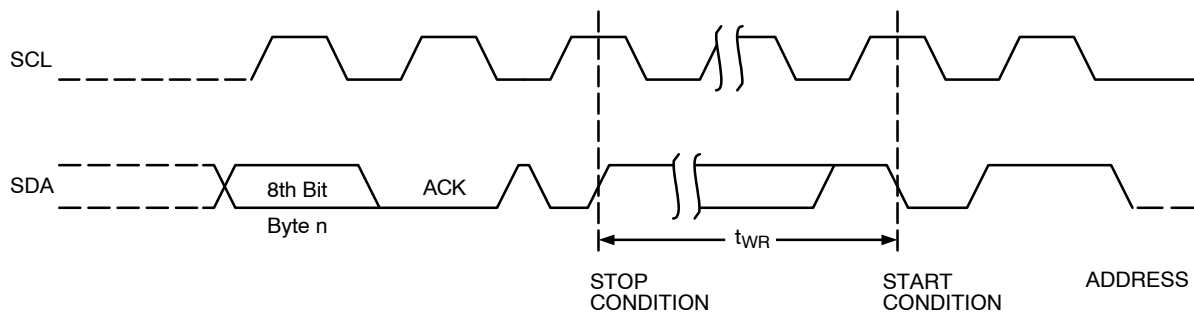 SCL
SDA
8th Bit
ACK
Byte n
tWR
STOP
CONDITION
START
CONDITION
ADDRESS